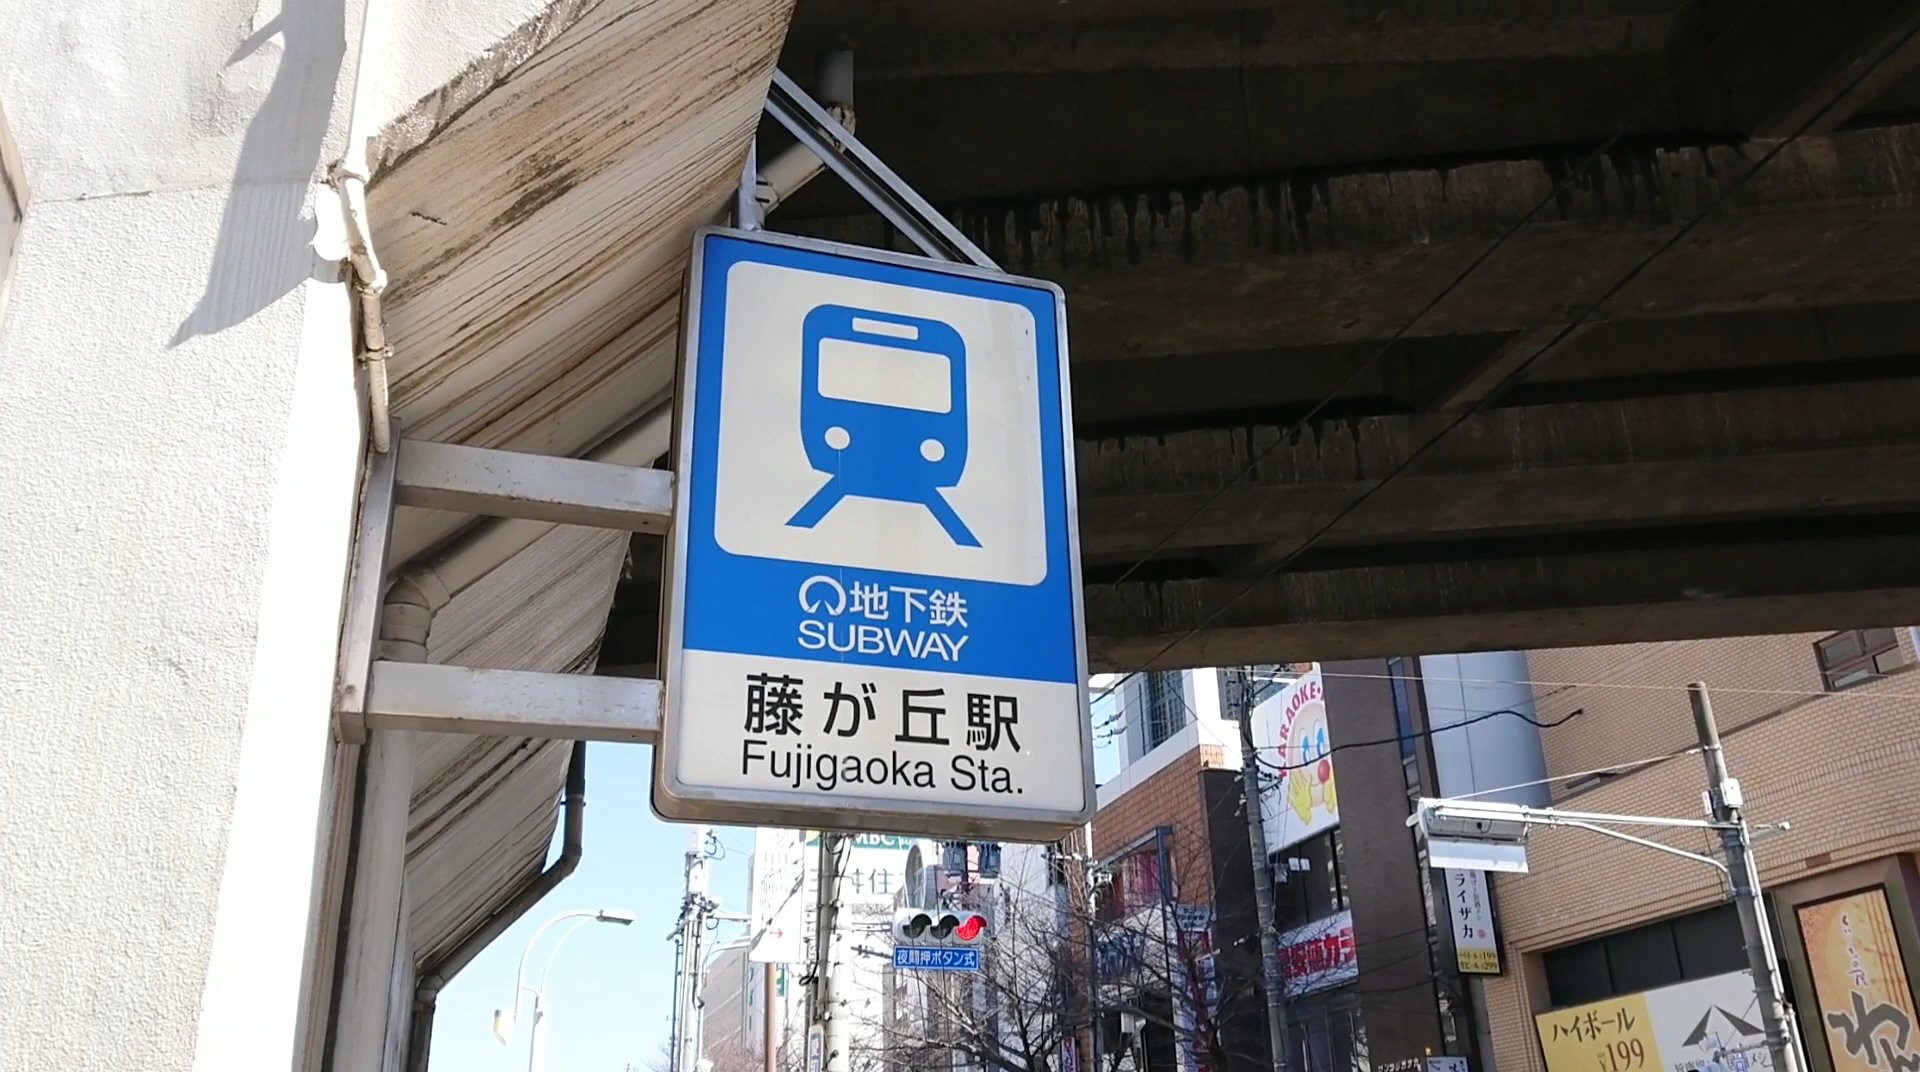 地下鉄
SUBWAY
藤が丘駅
Fujigaoka Sta.
KARAOKE
夜間押ボタン式
ライザカ
ハイボール
¥199